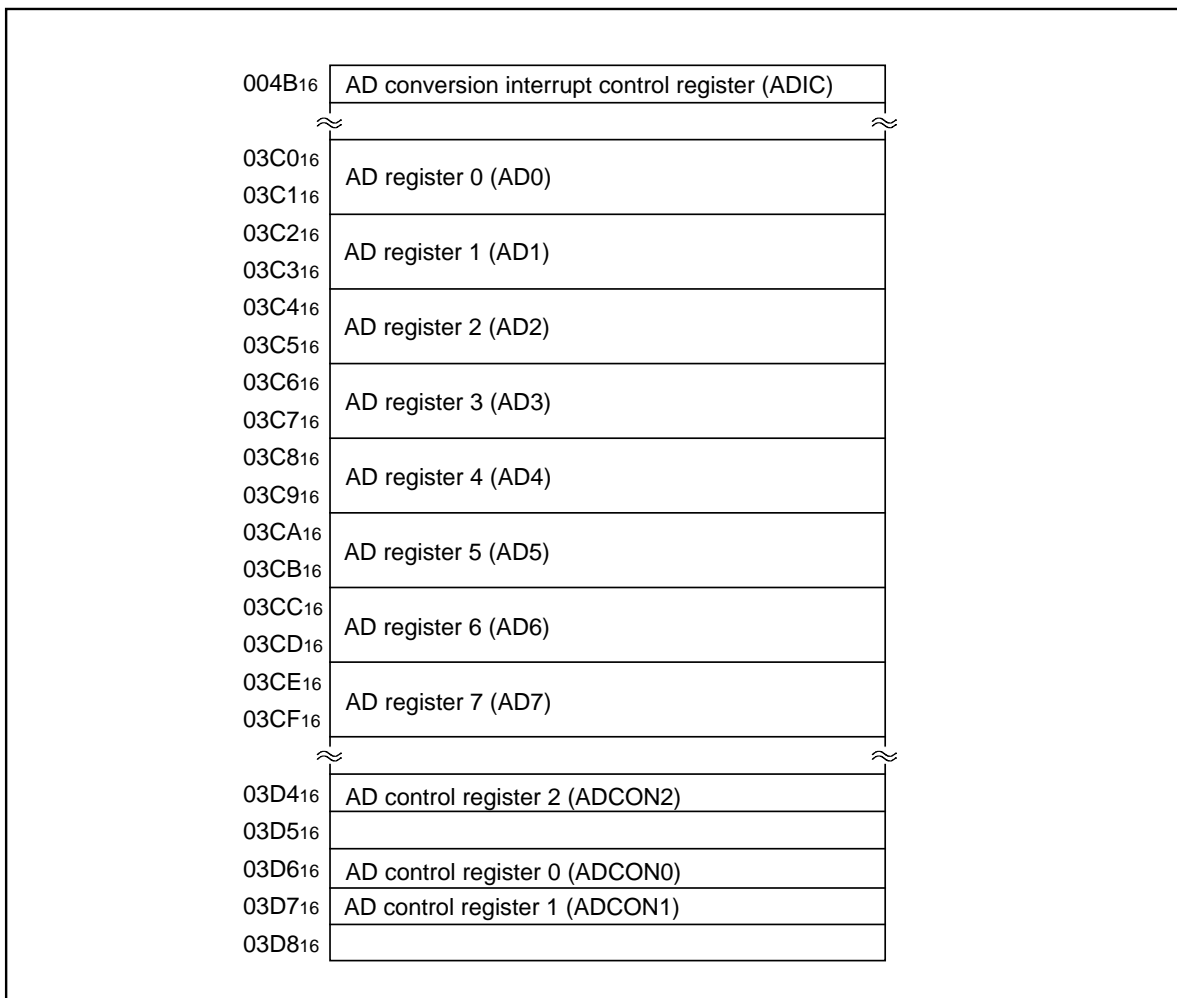 004B16 AD conversion interrupt control register (ADIC)
03C016
AD register 0 (AD0)
03C116
03C216
AD register 1 (AD1)
03C316
03C416
AD register 2 (AD2)
03C516
03C616
AD register 3 (AD3)
03C716
03C816
AD register 4 (AD4)
03C916
03CA16
AD register 5 (AD5)
03CB16
03CC16
AD register 6 (AD6)
03CD16
03CE16
AD register 7 (AD7)
03CF16
03D416 AD control register 2 (ADCON2)
03D516
03D616 AD control register 0 (ADCON0)
03D716 AD control register 1 (ADCON1)
03D816